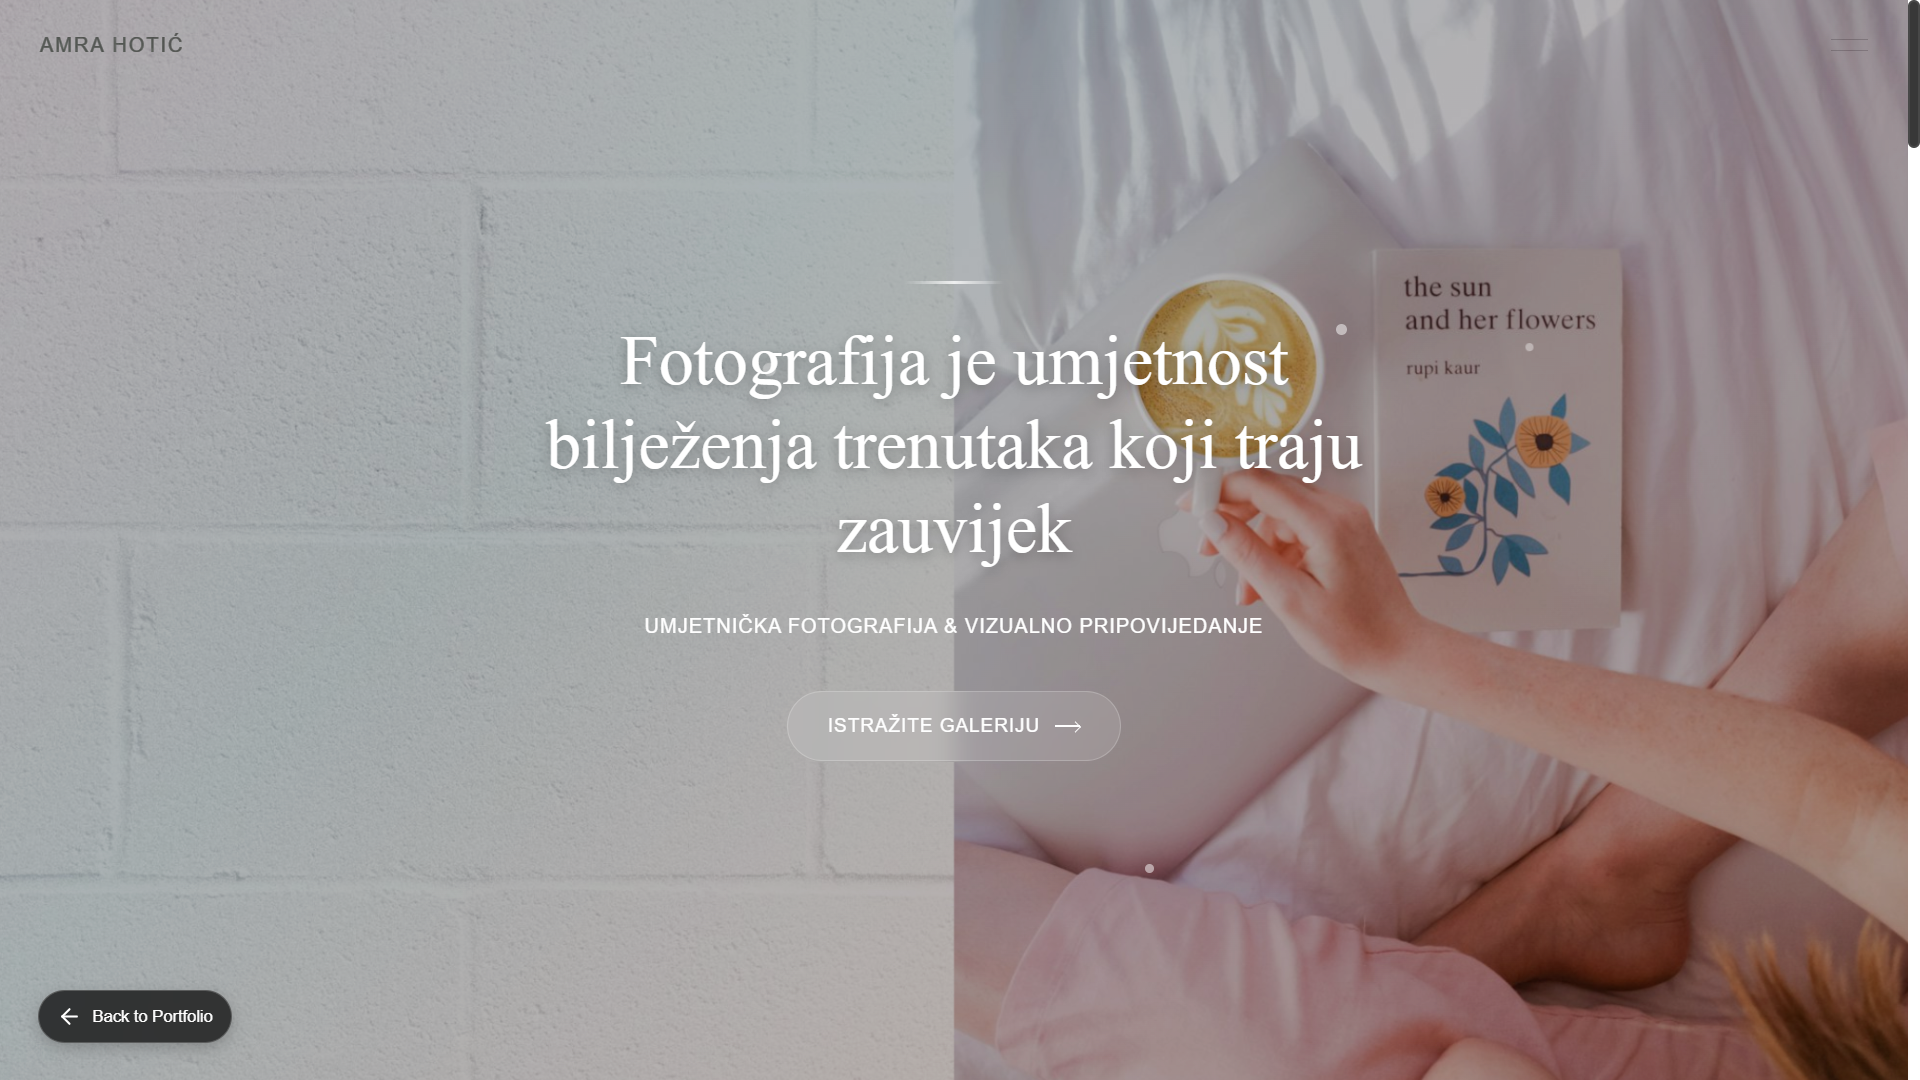 AMRA HOTIĆ
the sun
and her flowers
rupi kaur
Fotografija je umjetnost
bilježenja trenutaka koji traju
zauvijek
UMJETNIČKA FOTOGRAFIJA & VIZUALNO PRIPOVIJEDANJE
ISTRAŽITE GALERIJU
Back to Portfolio